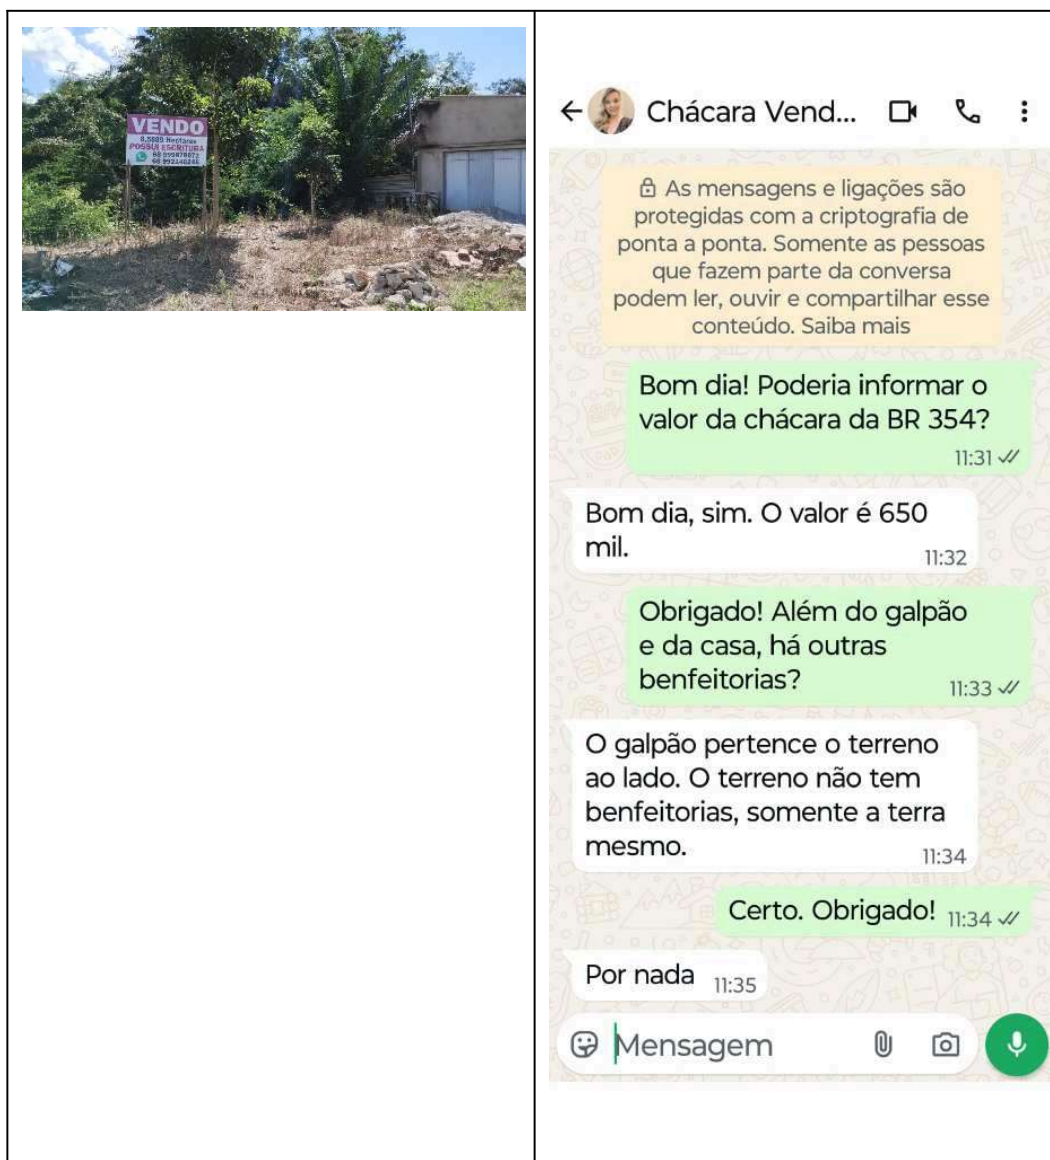 VENDO
8,5889 Hectares
POSSUI ESCRITURA
Chácara Vend...
As mensagens e ligações são
protegidas com a criptografia de
ponta a ponta. Somente as pessoas
que fazem parte da conversa
podem ler, ouvir e compartilhar esse
conteúdo. Saiba mais
Bom dia! Poderia informar o
valor da chácara da BR 354?
11:31
Bom dia, sim. O valor é 650
mil.
11:32
Obrigado! Além do galpão
e da casa, há outras
benfeitorias?
11:33
O galpão pertence o terreno
ao lado. O terreno não tem
benfeitorias, somente a terra
mesmo.
11:34
Certo. Obrigado! 11:34
Por nada 11:35
Mensagem